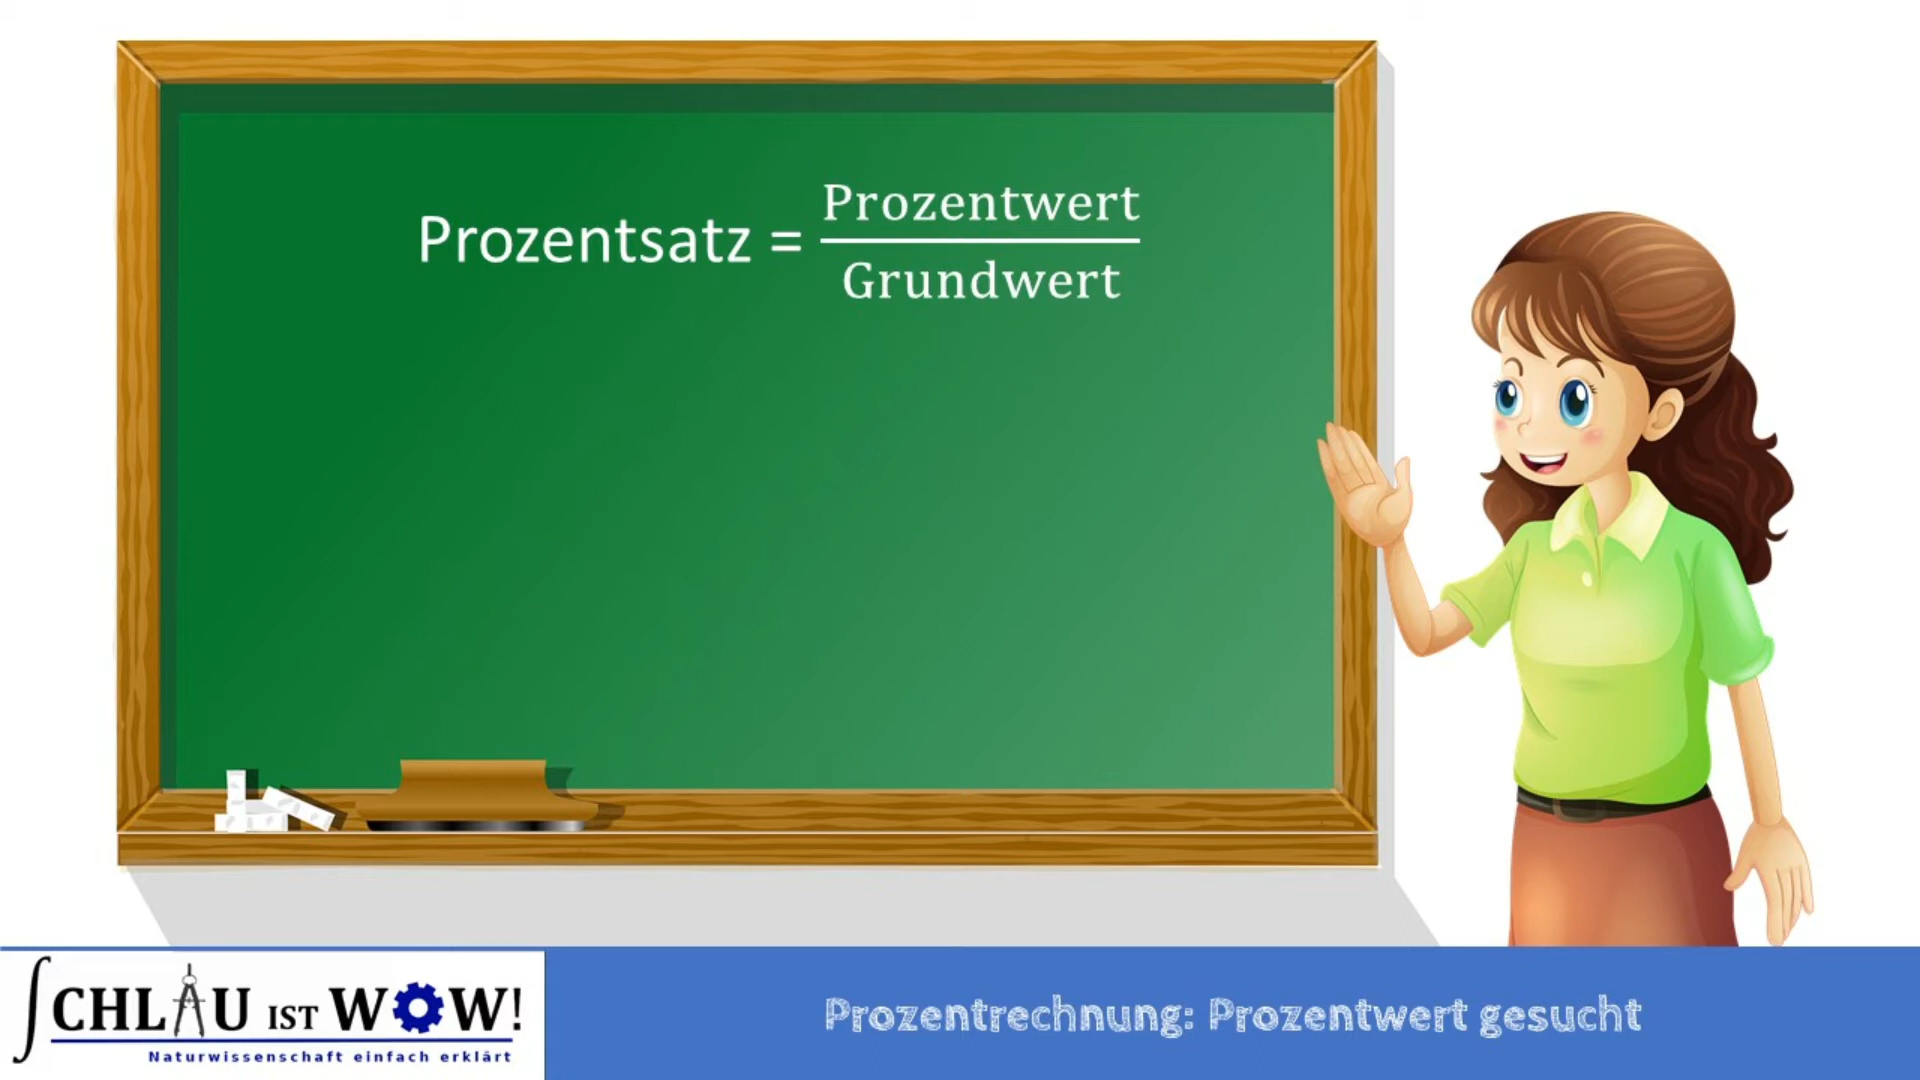 Prozentsatz = Prozentwert
Grundwert
∫CHLAU IST WOW!
Naturwissenschaft einfach erklärt
Prozentrechnung: Prozentwert gesucht